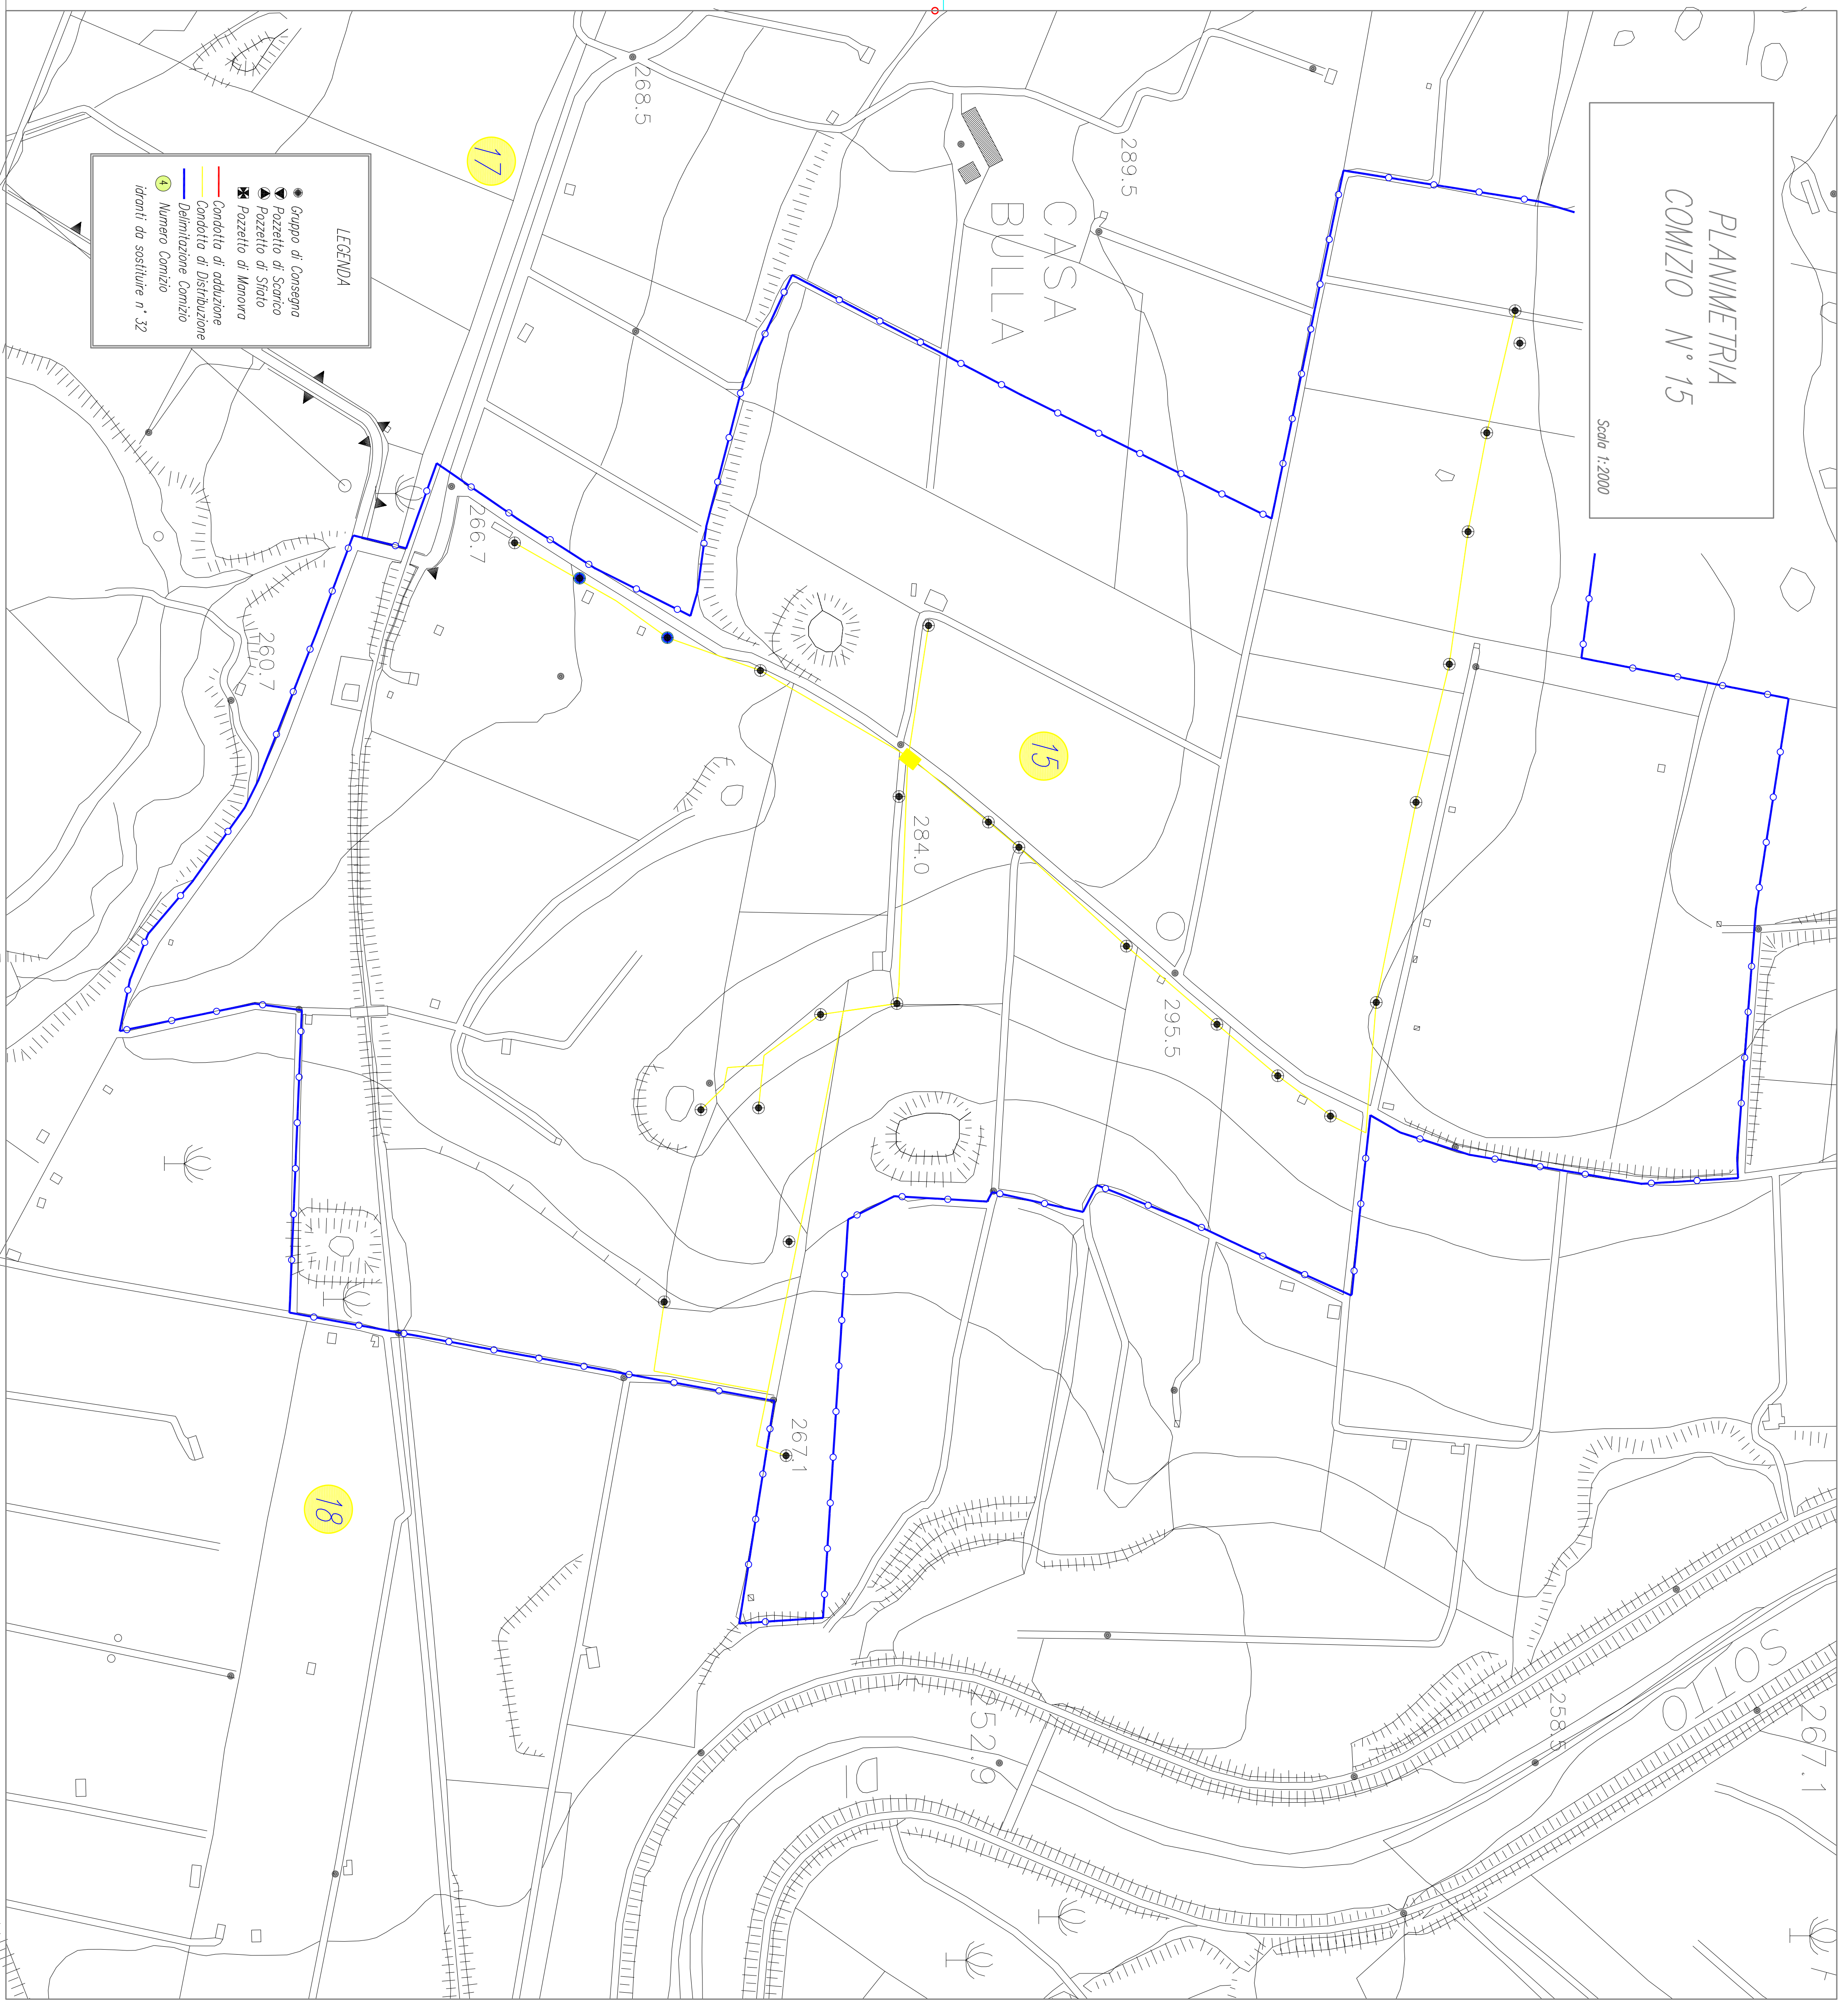 PLANIMETRIA
COMIZIO N° 15
Scala 1:2000
LEGENDA
Gruppo di Consegna
Pozzetto di Scarico
Pozzetto di Sfiato
Pozzetto di Manovra
Condotta di adduzione
Condotta di Distribuzione
Delimitazione Comizio
4 Numero Comizio
idranti da sostituire n° 32
CASA
BULLA
289.5
268.5
17
266.7
260.7
15
284.0
295.5
267.1
18
SOTTO
267.1
258.5
252.9
DI